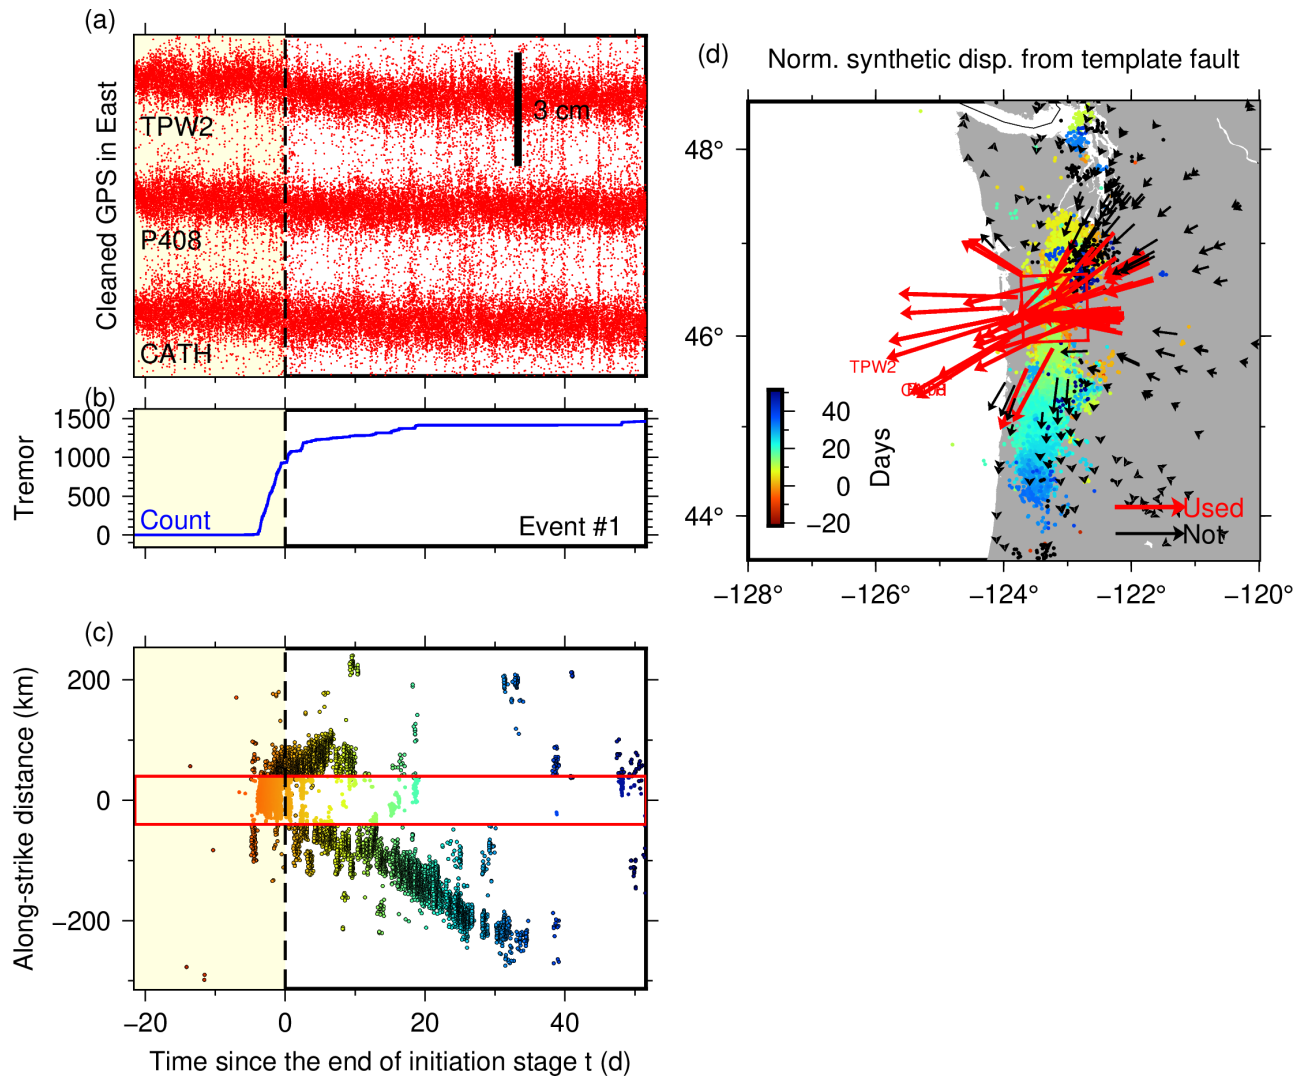 (a)
Cleaned GPS in East
TPW2
P408
CATH
3 cm
(b)
Tremor
1500
1000
500
0
Count
Event #1
(c)
Along-strike distance (km)
200
0
−200
−20 0 20 40
Time since the end of initiation stage t (d)
(d) Norm. synthetic disp. from template fault
48°
46°
44°
TPW2
40
20
0
−20
Days
Used
Not
−128° −126° −124° −122° −120°